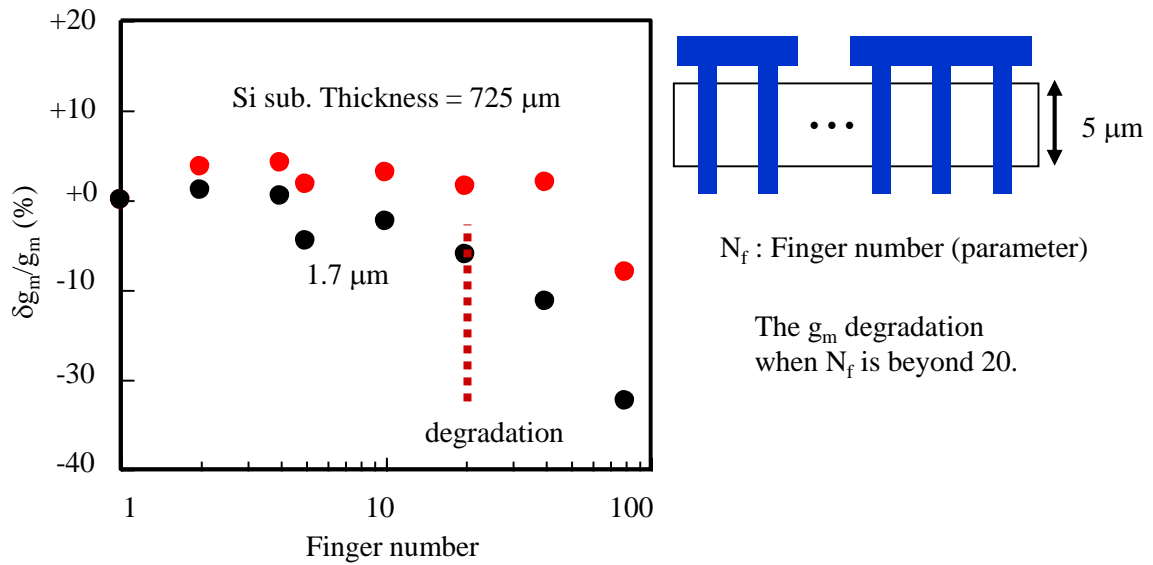 +20
+10
+0
-10
-30
-40
δgm/gm (%)
Si sub. Thickness = 725 μm
1.7 μm
degradation
1
10
100
Finger number
• • •
5 μm
Nf : Finger number (parameter)
The gm degradation
when Nf is beyond 20.